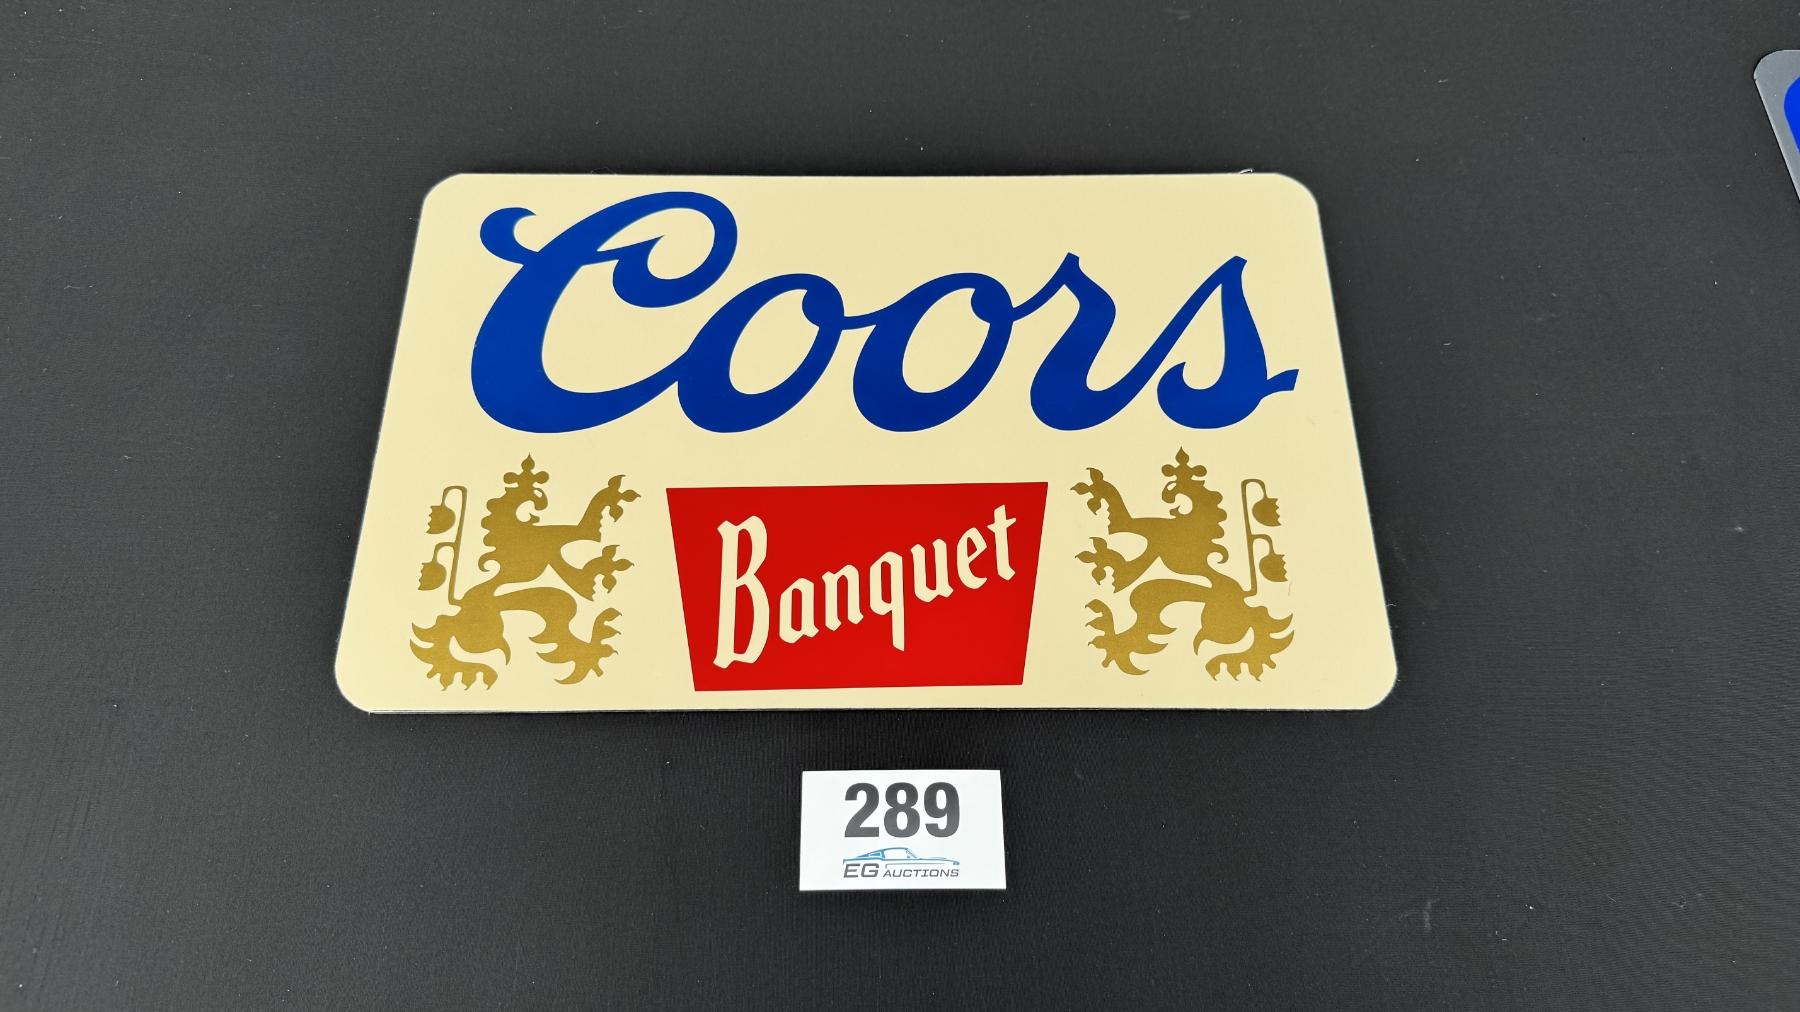 Coors
Banquet
289
EG AUCTIONS